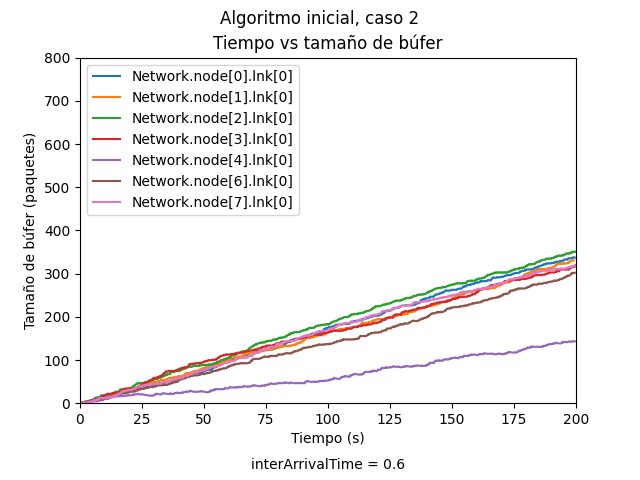 Algoritmo inicial, caso 2
Tiempo vs tamaño de búfer
800
700
600
500
400
300
200
100
0
Tamaño de búfer (paquetes)
Network.node[0].lnk[0]
Network.node[1].lnk[0]
Network.node[2].lnk[0]
Network.node[3].lnk[0]
Network.node[4].lnk[0]
Network.node[6].lnk[0]
Network.node[7].lnk[0]
0 25 50 75 100 125 150 175 200
Tiempo (s)
interArrivalTime = 0.6